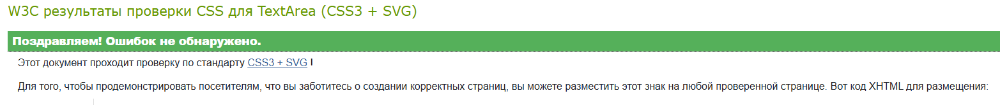 W3C результаты проверки CSS для TextArea (CSS3 + SVG)
Поздравляем! Ошибок не обнаружено.
Этот документ проходит проверку по стандарту CSS3 + SVG !
Для того, чтобы продемонстрировать посетителям, что вы заботитесь о создании корректных страниц, вы можете разместить этот знак на любой проверенной странице. Вот код XHTML для размещения: